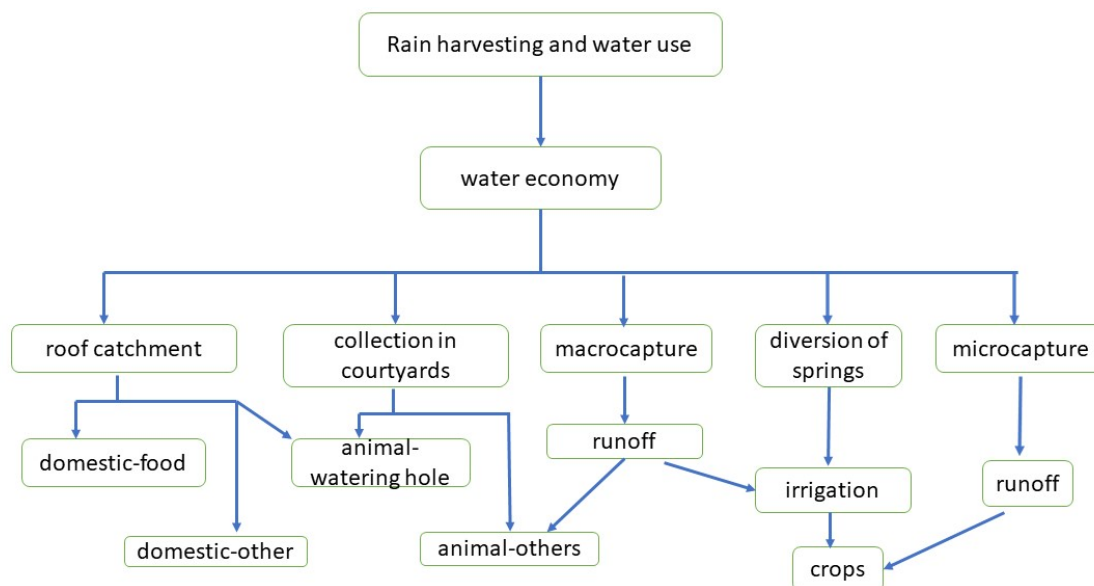 Rain harvesting and water use
water economy
roof catchment
collection in
courtyards
macrocapture
diversion of
springs
microcapture
domestic-food
animal-
watering hole
runoff
irrigation
runoff
domestic-other
animal-others
crops